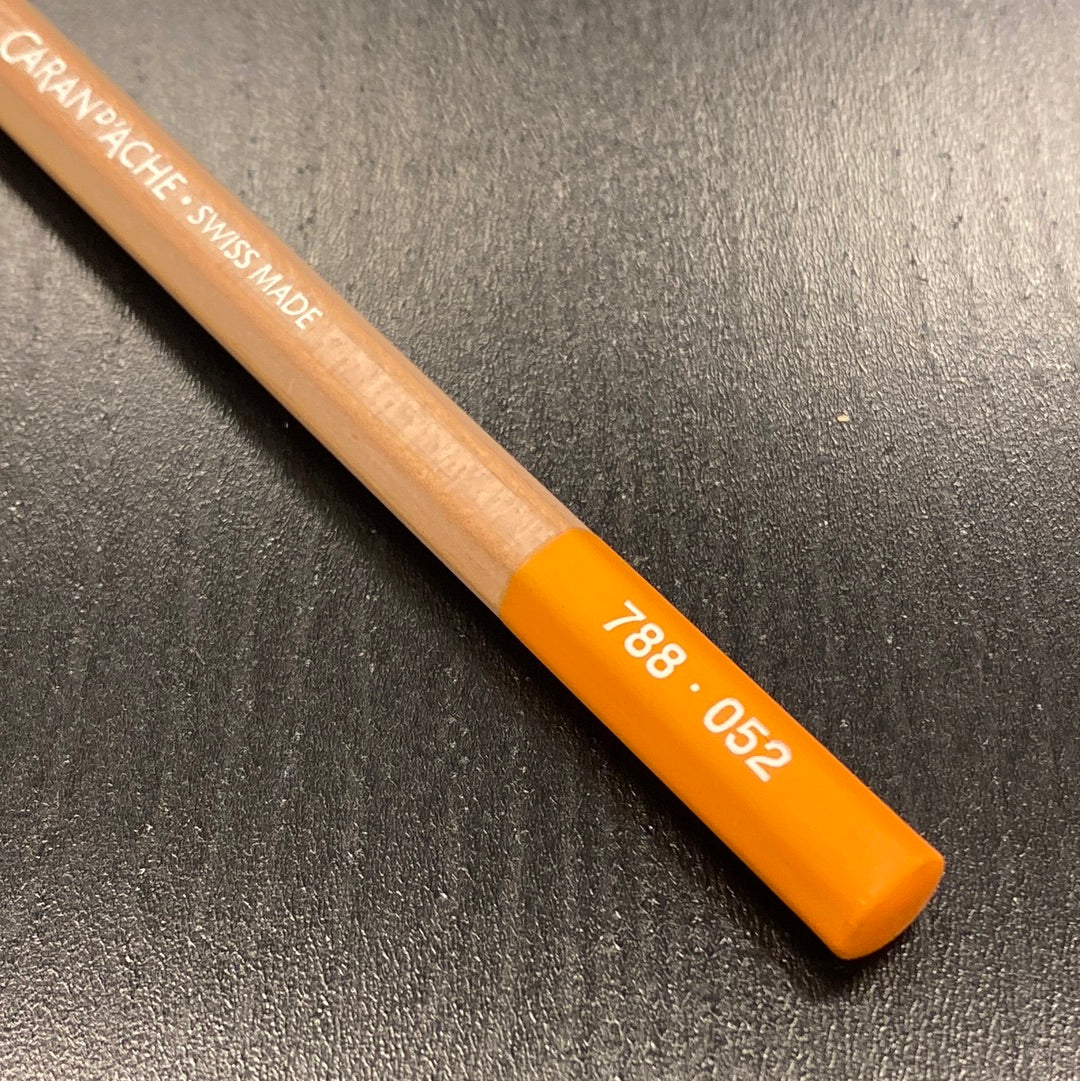 CARAN D'ACHE • SWISS MADE
788 · 052